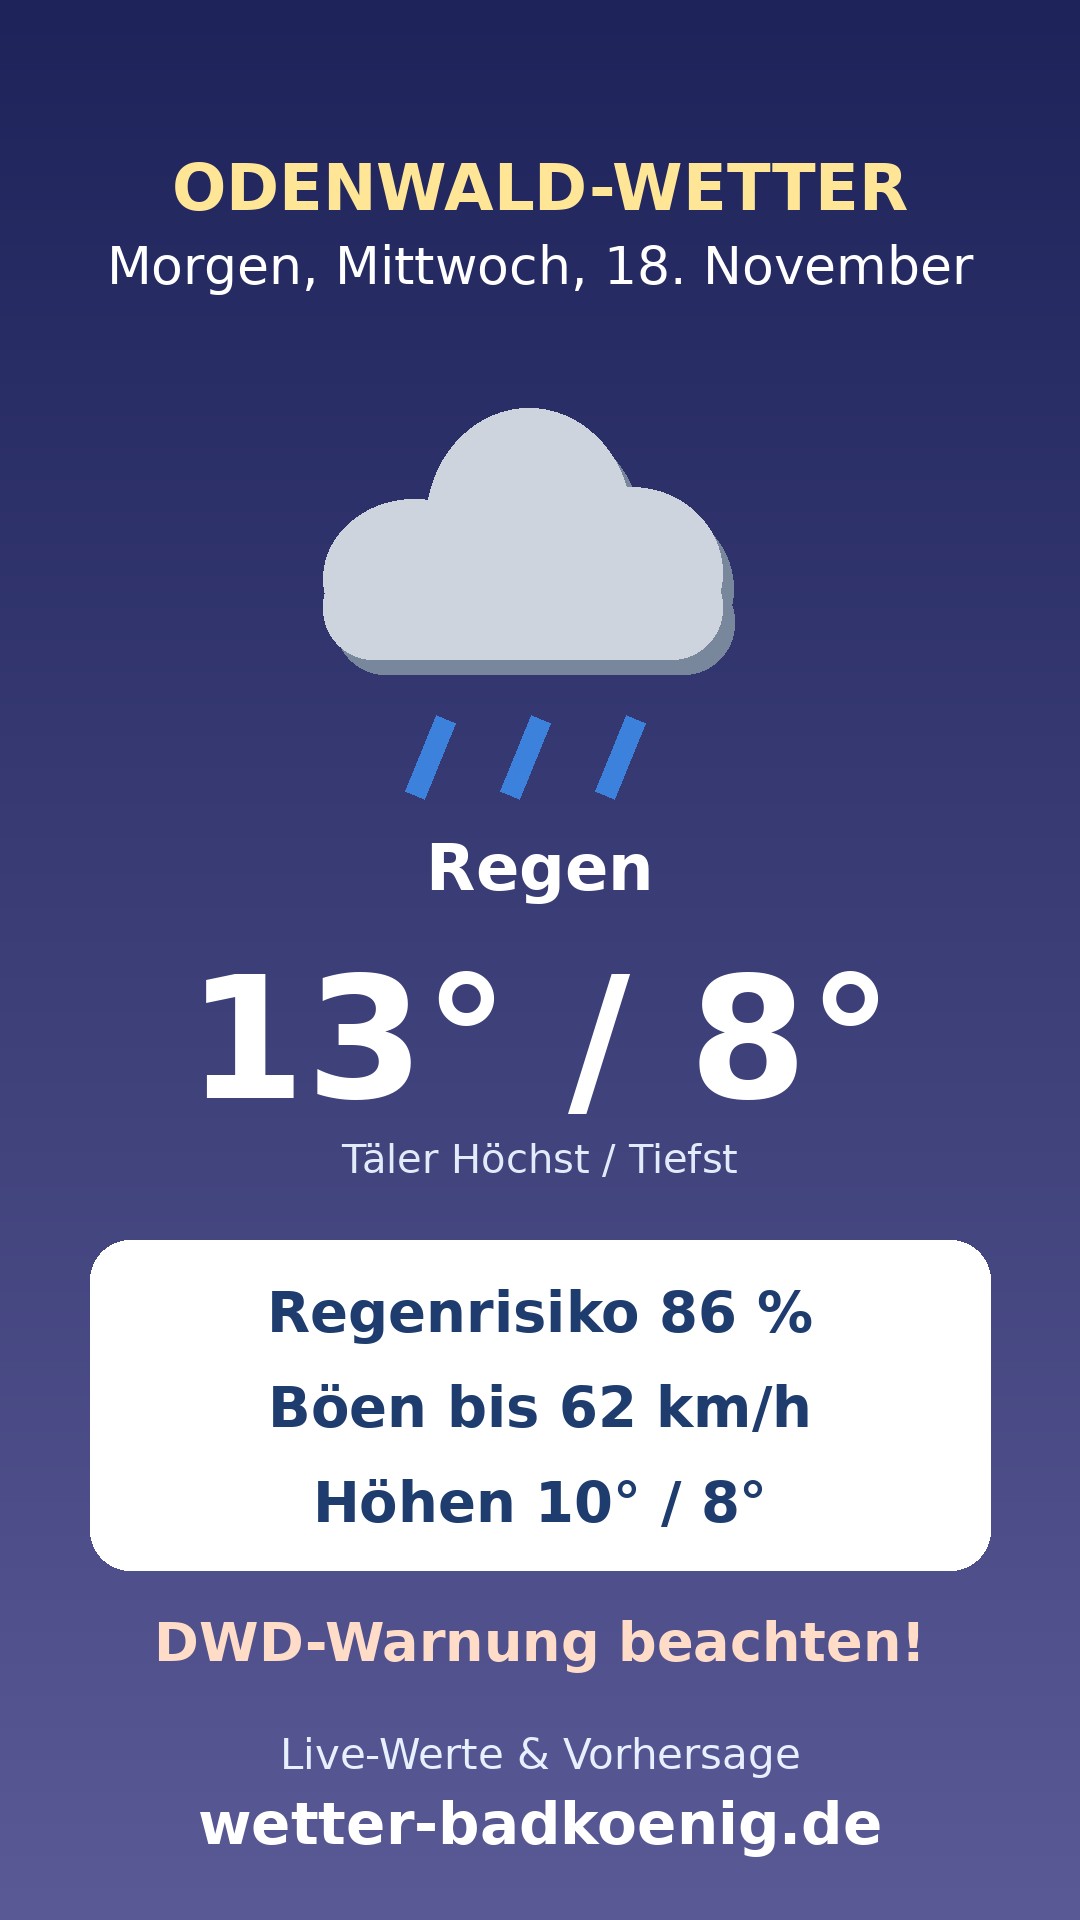 ODENWALD-WETTER
Morgen, Mittwoch, 18. November
Regen
13° / 8°
Täler Höchst / Tiefst
Regenrisiko 86 %
Böen bis 62 km/h
Höhen 10° / 8°
DWD-Warnung beachten!
Live-Werte & Vorhersage
wetter-badkoenig.de